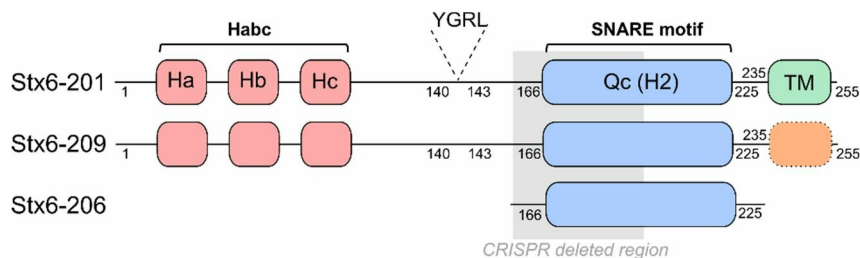 YGRL
Habc SNARE motif
Stx6-201 1 Ha Hb Hc 140 143 166 Qc (H2) 235 225 TM 255
Stx6-209 1 140 143 166 235 225 255
Stx6-206 166 225
CRISPR deleted region